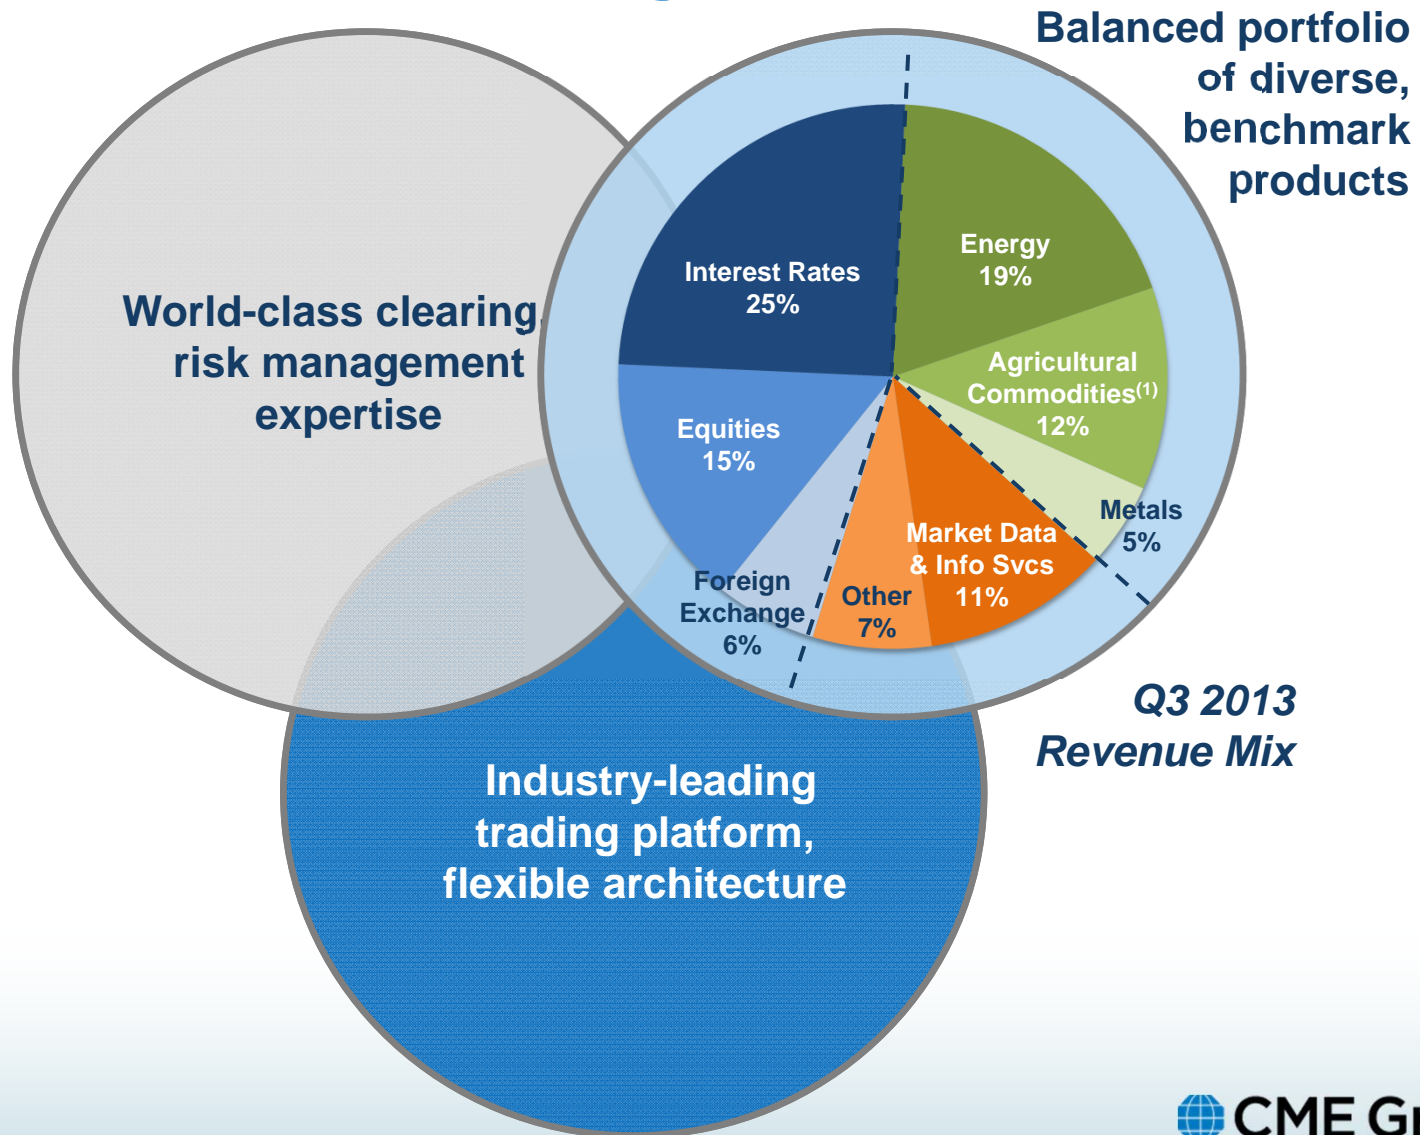 Balanced portfolio
of diverse,
benchmark
products
World-class clearing,
risk management
expertise
Interest Rates
25%
Energy
19%
Agricultural
Commodities(1)
12%
Equities
15%
Metals
5%
Market Data
& Info Svcs
11%
Foreign
Exchange
6%
Other
7%
Q3 2013
Revenue Mix
Industry-leading
trading platform,
flexible architecture
CME